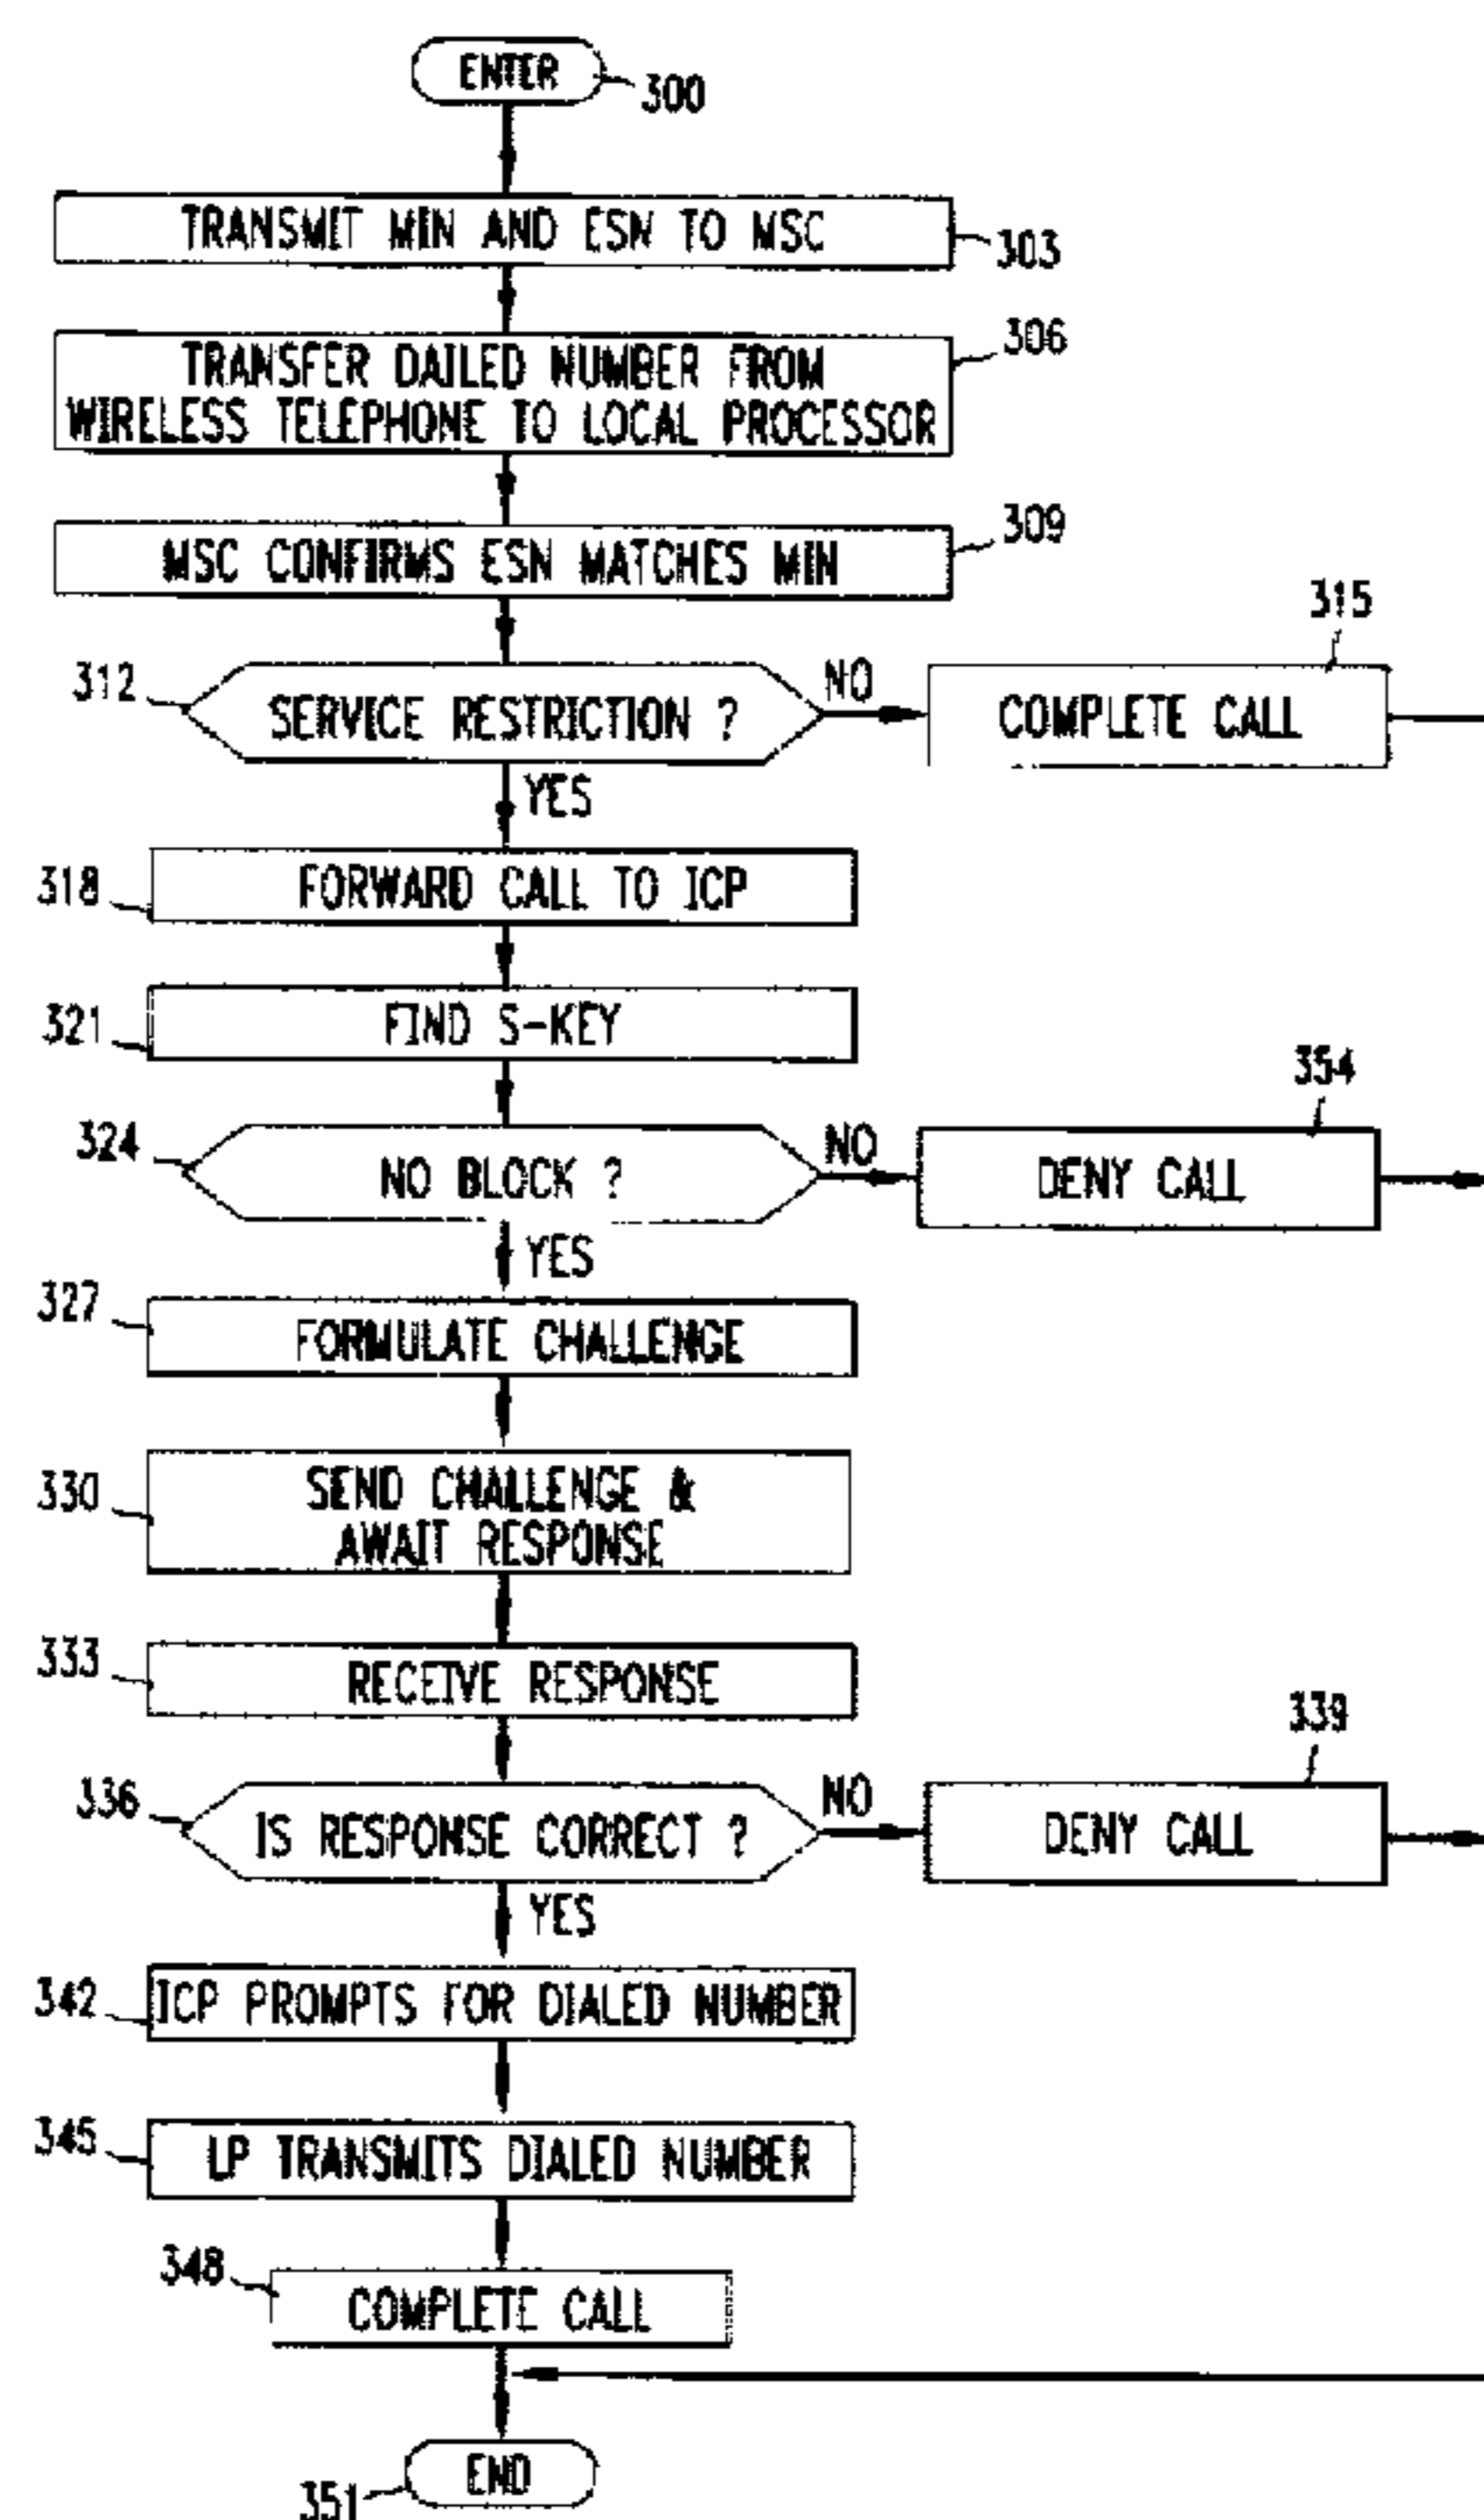 ENTER
300
TRANSMIT MIN AND ESN TO MSC
303
306
TRANSFER DAILED NUMBER FROM
WIRELESS TELEPHONE TO LOCAL PROCESSOR
309
MSC CONFIRMS ESN MATCHES MIN
315
312
SERVICE RESTRICTION ?
NO
COMPLETE CALL
YES
318
FORWARD CALL TO ICP
321
FIND S-KEY
354
324
NO BLOCK ?
NO
DENY CALL
YES
327
FORMULATE CHALLENGE
330
SEND CHALLENGE &
AWAIT RESPONSE
333
RECEIVE RESPONSE
339
336
IS RESPONSE CORRECT ?
NO
DENY CALL
YES
342
ICP PROMPTS FOR DIALED NUMBER
345
LP TRANSMITS DIALED NUMBER
348
COMPLETE CALL
END
351